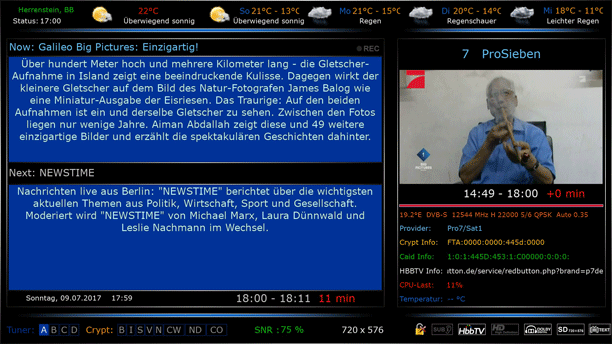 Herrenstein, BB
Status: 17:00
22°C
Überwiegend sonnig
So 21°C - 13°C
Überwiegend sonnig
Mo 21°C - 15°C
Regen
Di 20°C - 14°C
Regenschauer
Mi 18°C - 11°C
Leichter Regen
Now: Galileo Big Pictures: Einzigartig!
REC
Über hundert Meter hoch und mehrere Kilometer lang - die Gletscher-
Aufnahme in Island zeigt eine beeindruckende Kulisse. Dagegen wirkt der
kleinere Gletscher auf dem Bild des Natur-Fotografen James Balog wie
eine Miniatur-Ausgabe der Eisriesen. Das Traurige: Auf den beiden
Aufnahmen ist ein und derselbe Gletscher zu sehen. Zwischen den Fotos
liegen nur wenige Jahre. Aiman Abdallah zeigt diese und 49 weitere
einzigartige Bilder und erzählt die spektakulären Geschichten dahinter.
Next: NEWSTIME
Nachrichten live aus Berlin: "NEWSTIME" berichtet über die wichtigsten
aktuellen Themen aus Politik, Wirtschaft, Sport und Gesellschaft.
Moderiert wird "NEWSTIME" von Michael Marx, Laura Dünnwald und
Leslie Nachmann im Wechsel.
Sonntag, 09.07.2017 17:59
18:00 - 18:11 11 min
7 ProSieben
14:49 - 18:00 +0 min
19.2°E DVB-S 12544 MHz H 22000 5/6 QPSK Auto 0.35
Provider: Pro7/Sat1
Crypt Info: FTA:0000:0000:445d:0000
Caid Info: 1:0:1:445D:453:1:C00000:0:0:0:
HBBTV Info: itton.de/service/redbutton.php?brand=p7de
CPU-Last: 11%
Temperatur: -- °C
Tuner: A B C D Crypt: B I S V N CW ND CO SNR : 75 % 720 x 576
SUB
HbbTV
HD
DOLBY
SD
TEXT